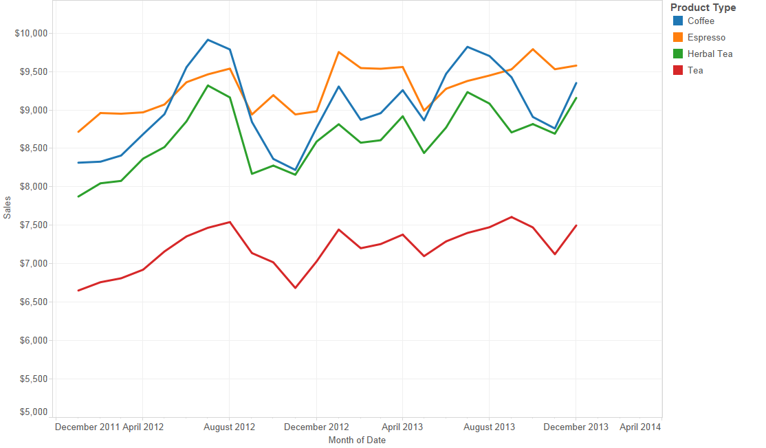 Product Type
Coffee
Espresso
Herbal Tea
Tea
$10,000
$9,500
$9,000
$8,500
$8,000
$7,500
$7,000
$6,500
$6,000
$5,500
$5,000
Sales
December 2011 April 2012 August 2012 December 2012 April 2013 August 2013 December 2013 April 2014
Month of Date